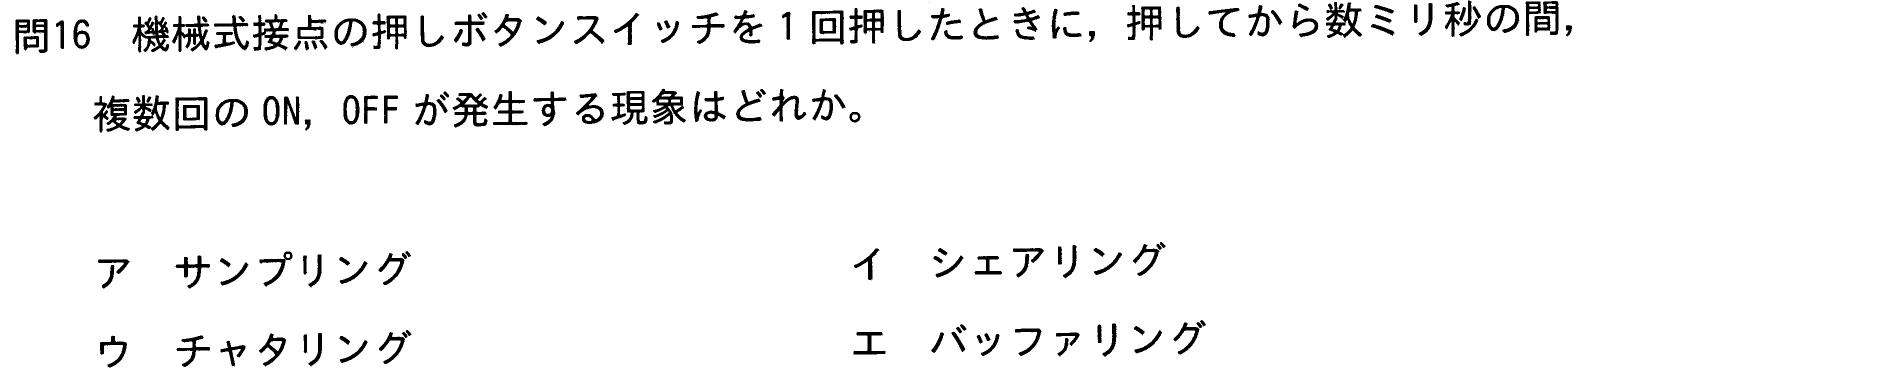 問16　機械式接点の押しボタンスイッチを1回押したときに，押してから数ミリ秒の間，
複数回のON，OFFが発生する現象はどれか。
ア　サンプリング　イ　シェアリング
ウ　チャタリング　エ　バッファリング